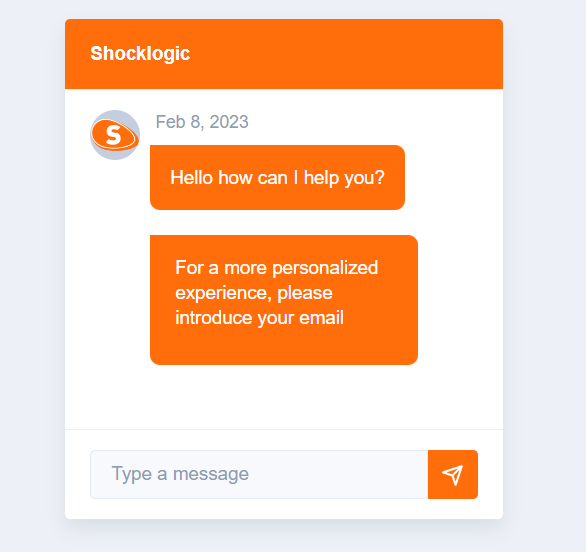 Shocklogic
S
Feb 8, 2023
Hello how can I help you?
For a more personalized
experience, please
introduce your email
Type a message